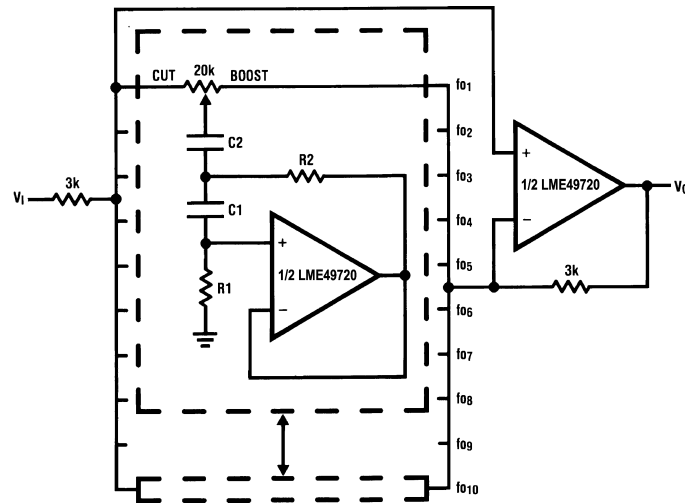 CUT 20k BOOST
fo1
fo2
C2
R2
fo3
+
1/2 LME49720
−
VO
VI
3k
C1
fo4
+
1/2 LME49720
−
R1
fo5
3k
fo6
fo7
fo8
fo9
fo10